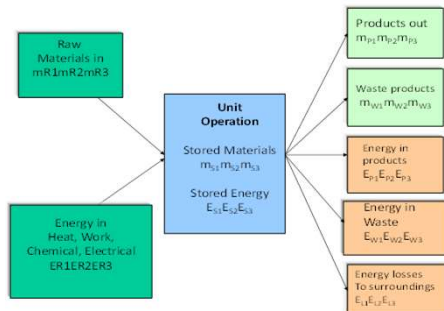 Raw
Materials in
mR1mR2mR3
Energy in
Heat, Work,
Chemical, Electrical
ER1ER2ER3
Unit
Operation
Stored Materials
mS1mS2mS3
Stored Energy
ES1ES2ES3
Products out
mP1mP2mP3
Waste products
mW1mW2mW3
Energy in
products
EP1EP2EP3
Energy in
Waste
EW1EW2EW3
Energy losses
To surroundings
EL1EL2EL3